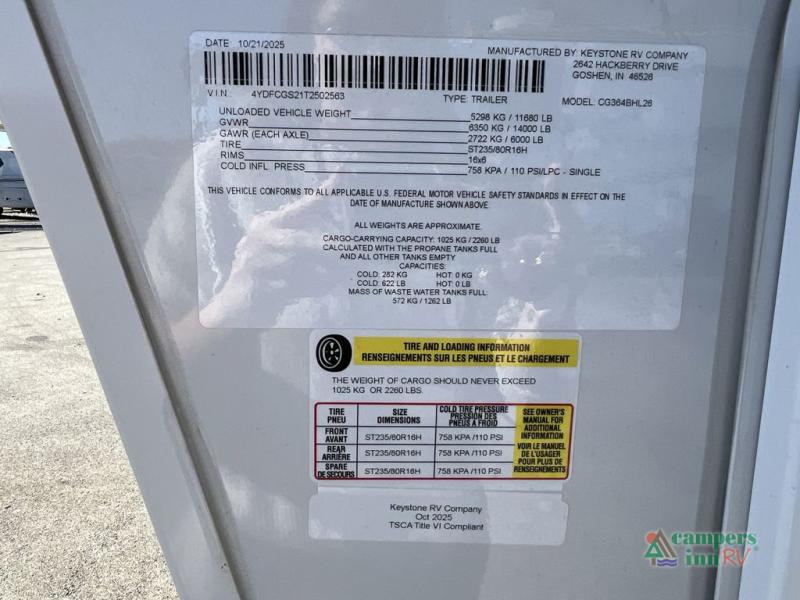 DATE 10/21/2025 MANUFACTURED BY: KEYSTONE RV COMPANY
2642 HACKBERRY DRIVE
GOSHEN, IN 46526
V.I.N. 4YDFCGS21T2502563 TYPE: TRAILER MODEL: CG364BHL26
UNLOADED VEHICLE WEIGHT 5298 KG / 11680 LB
GVWR 6350 KG / 14000 LB
GAWR (EACH AXLE) 2722 KG / 6000 LB
TIRE ST235/80R16H
RIMS 16x6
COLD INFL. PRESS 758 KPA / 110 PSI/LPC - SINGLE
THIS VEHICLE CONFORMS TO ALL APPLICABLE U.S. FEDERAL MOTOR VEHICLE SAFETY STANDARDS IN EFFECT ON THE
DATE OF MANUFACTURE SHOWN ABOVE.
ALL WEIGHTS ARE APPROXIMATE.
CARGO-CARRYING CAPACITY: 1025 KG / 2260 LB
CALCULATED WITH THE PROPANE TANKS FULL
AND ALL OTHER TANKS EMPTY
CAPACITIES:
COLD: 282 KG HOT: 0 KG
COLD: 622 LB HOT: 0 LB
MASS OF WASTE WATER TANKS FULL:
572 KG / 1262 LB
TIRE AND LOADING INFORMATION
RENSEIGNEMENTS SUR LES PNEUS ET LE CHARGEMENT
THE WEIGHT OF CARGO SHOULD NEVER EXCEED
1025 KG OR 2260 LBS.
TIRE
PNEU
SIZE
DIMENSIONS
COLD TIRE PRESSURE
PRESSION DES
PNEUS A FROID
FRONT
AVANT
ST235/80R16H
758 KPA /110 PSI
REAR
ARRIÈRE
ST235/80R16H
758 KPA /110 PSI
SPARE
DE SECOURS
ST235/80R16H
758 KPA /110 PSI
SEE OWNER'S
MANUAL FOR
ADDITIONAL
INFORMATION
VOIR LE MANUEL
DE L'USAGER
POUR PLUS DE
RENSEIGNEMENTS
Keystone RV Company
Oct 2025
TSCA Title VI Compliant
campers
inn RV